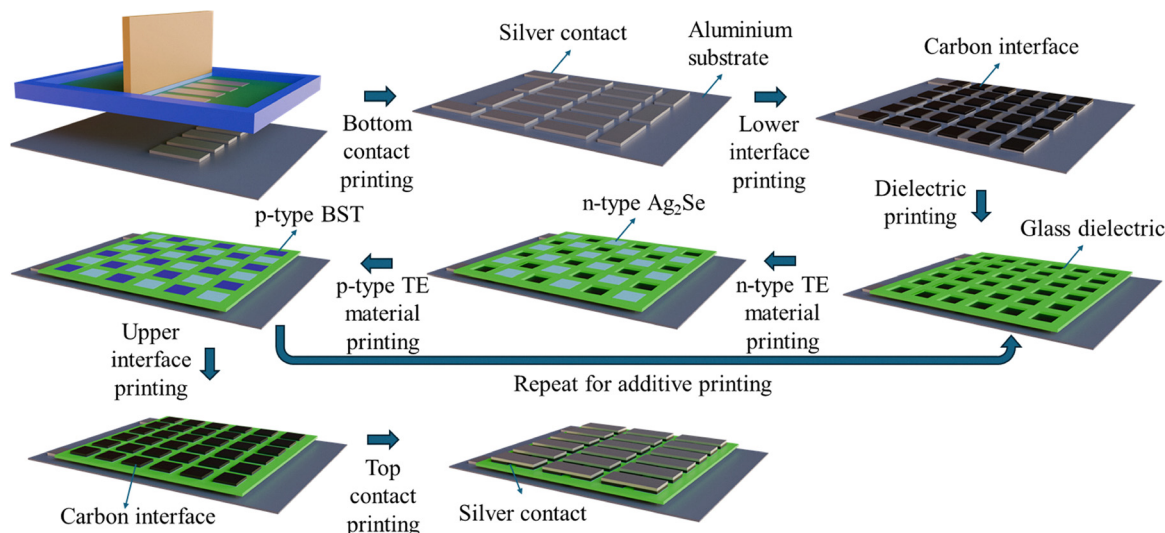 Silver contact
Aluminium
substrate
Carbon interface
Bottom
contact
printing
Lower
interface
printing
Dielectric
printing
p-type BST
n-type Ag₂Se
Glass dielectric
p-type TE
material
printing
n-type TE
material
printing
Upper
interface
printing
Repeat for additive printing
Carbon interface
Top
contact
printing
Silver contact